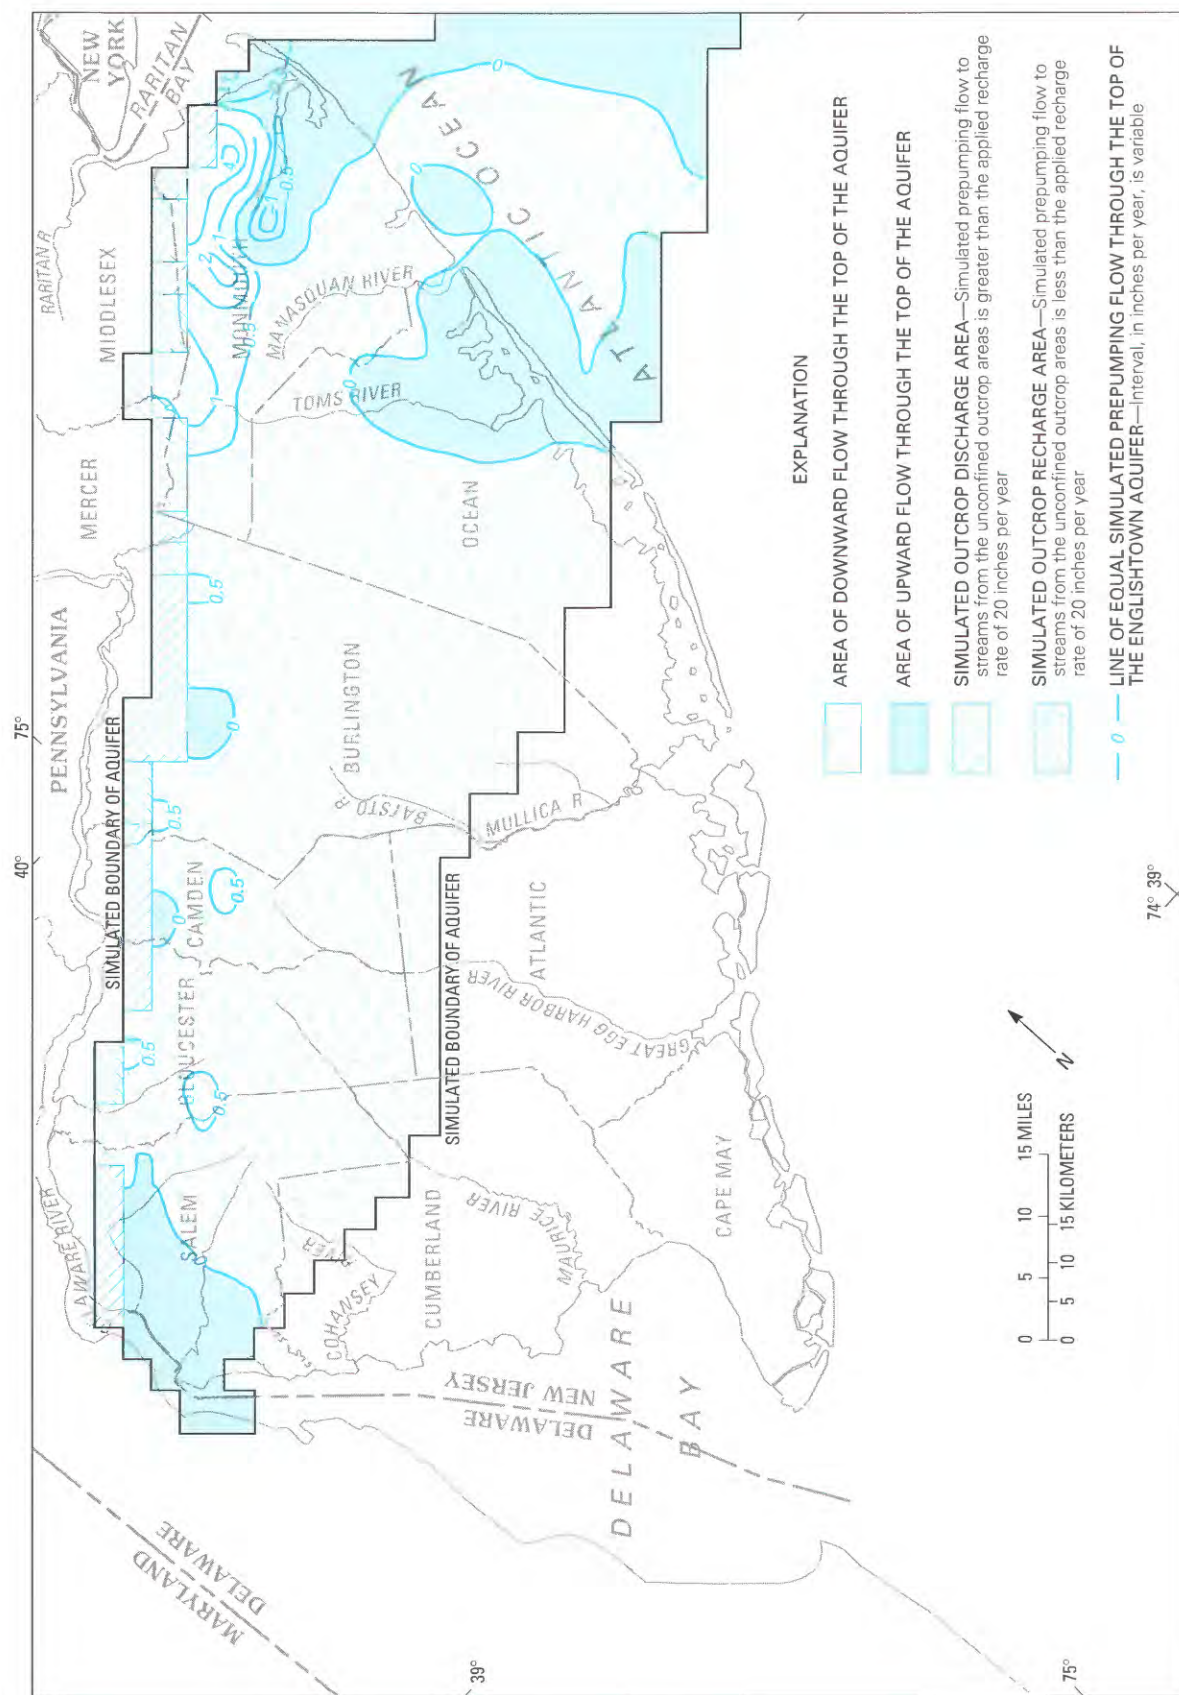 NEW
YORK
RARITAN
BAY
RARITAN R
MIDDLESEX
MONMOUTH
MANASQUAN RIVER
TOMS RIVER
MERCER
OCEAN
ATLANTIC OCEAN
PENNSYLVANIA
75°
40°
SIMULATED BOUNDARY OF AQUIFER
BURLINGTON
BATSTO R
MULLICA R
CAMDEN
GLOUCESTER
ATLANTIC
GREAT EGG HARBOR RIVER
SIMULATED BOUNDARY OF AQUIFER
SALEM
AWARE RIVER
COHANSEY
RIVER
CUMBERLAND
MAURICE RIVER
CAPE MAY
DELAWARE
BAY
NEW JERSEY
DELAWARE
MARYLAND
DELAWARE
39°
75°
74° 39°
4
1
0.5
2
1
0.5
1
0
0
0
0.5
0
0.5
0
0.5
0.5
0.5
0
N
0 5 10 15 MILES
0 5 10 15 KILOMETERS
EXPLANATION
AREA OF DOWNWARD FLOW THROUGH THE TOP OF THE AQUIFER
AREA OF UPWARD FLOW THROUGH THE TOP OF THE AQUIFER
SIMULATED OUTCROP DISCHARGE AREA—Simulated prepumping flow to
streams from the unconfined outcrop areas is greater than the applied recharge
rate of 20 inches per year
SIMULATED OUTCROP RECHARGE AREA—Simulated prepumping flow to
streams from the unconfined outcrop areas is less than the applied recharge
rate of 20 inches per year
0 LINE OF EQUAL SIMULATED PREPUMPING FLOW THROUGH THE TOP OF
THE ENGLISHTOWN AQUIFER—Interval, in inches per year, is variable